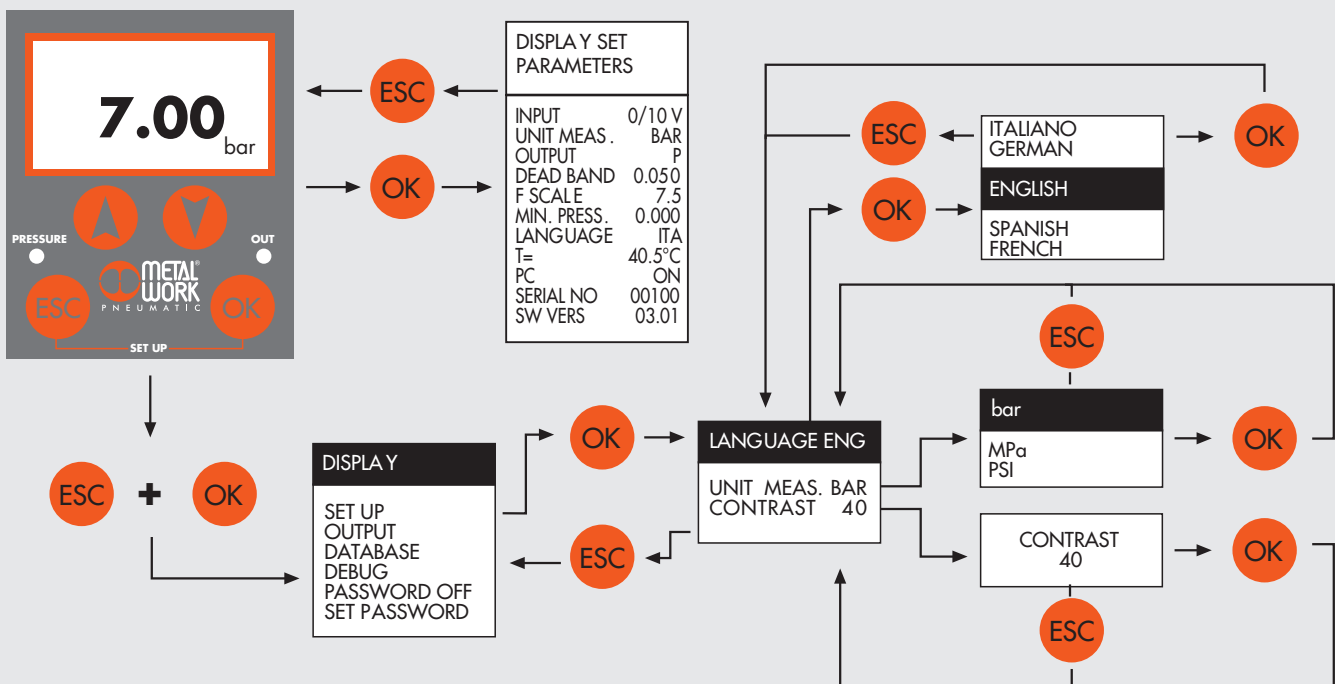 7.00
bar
PRESSURE
OUT
METAL®
WORK
PNEUMATIC
ESC
OK
SET UP
ESC
OK
DISPLAY SET
PARAMETERS
INPUT 0/10 V
UNIT MEAS. BAR
OUTPUT P
DEAD BAND 0.050
F SCALE 7.5
MIN. PRESS. 0.000
LANGUAGE ITA
T= 40.5°C
PC ON
SERIAL NO 00100
SW VERS 03.01
ESC
OK
ITALIANO
GERMAN
ENGLISH
SPANISH
FRENCH
OK
ESC + OK
DISPLAY
SET UP
OUTPUT
DATABASE
DEBUG
PASSWORD OFF
SET PASSWORD
OK
ESC
LANGUAGE ENG
UNIT MEAS. BAR
CONTRAST 40
ESC
bar
MPa
PSI
OK
CONTRAST
40
OK
ESC